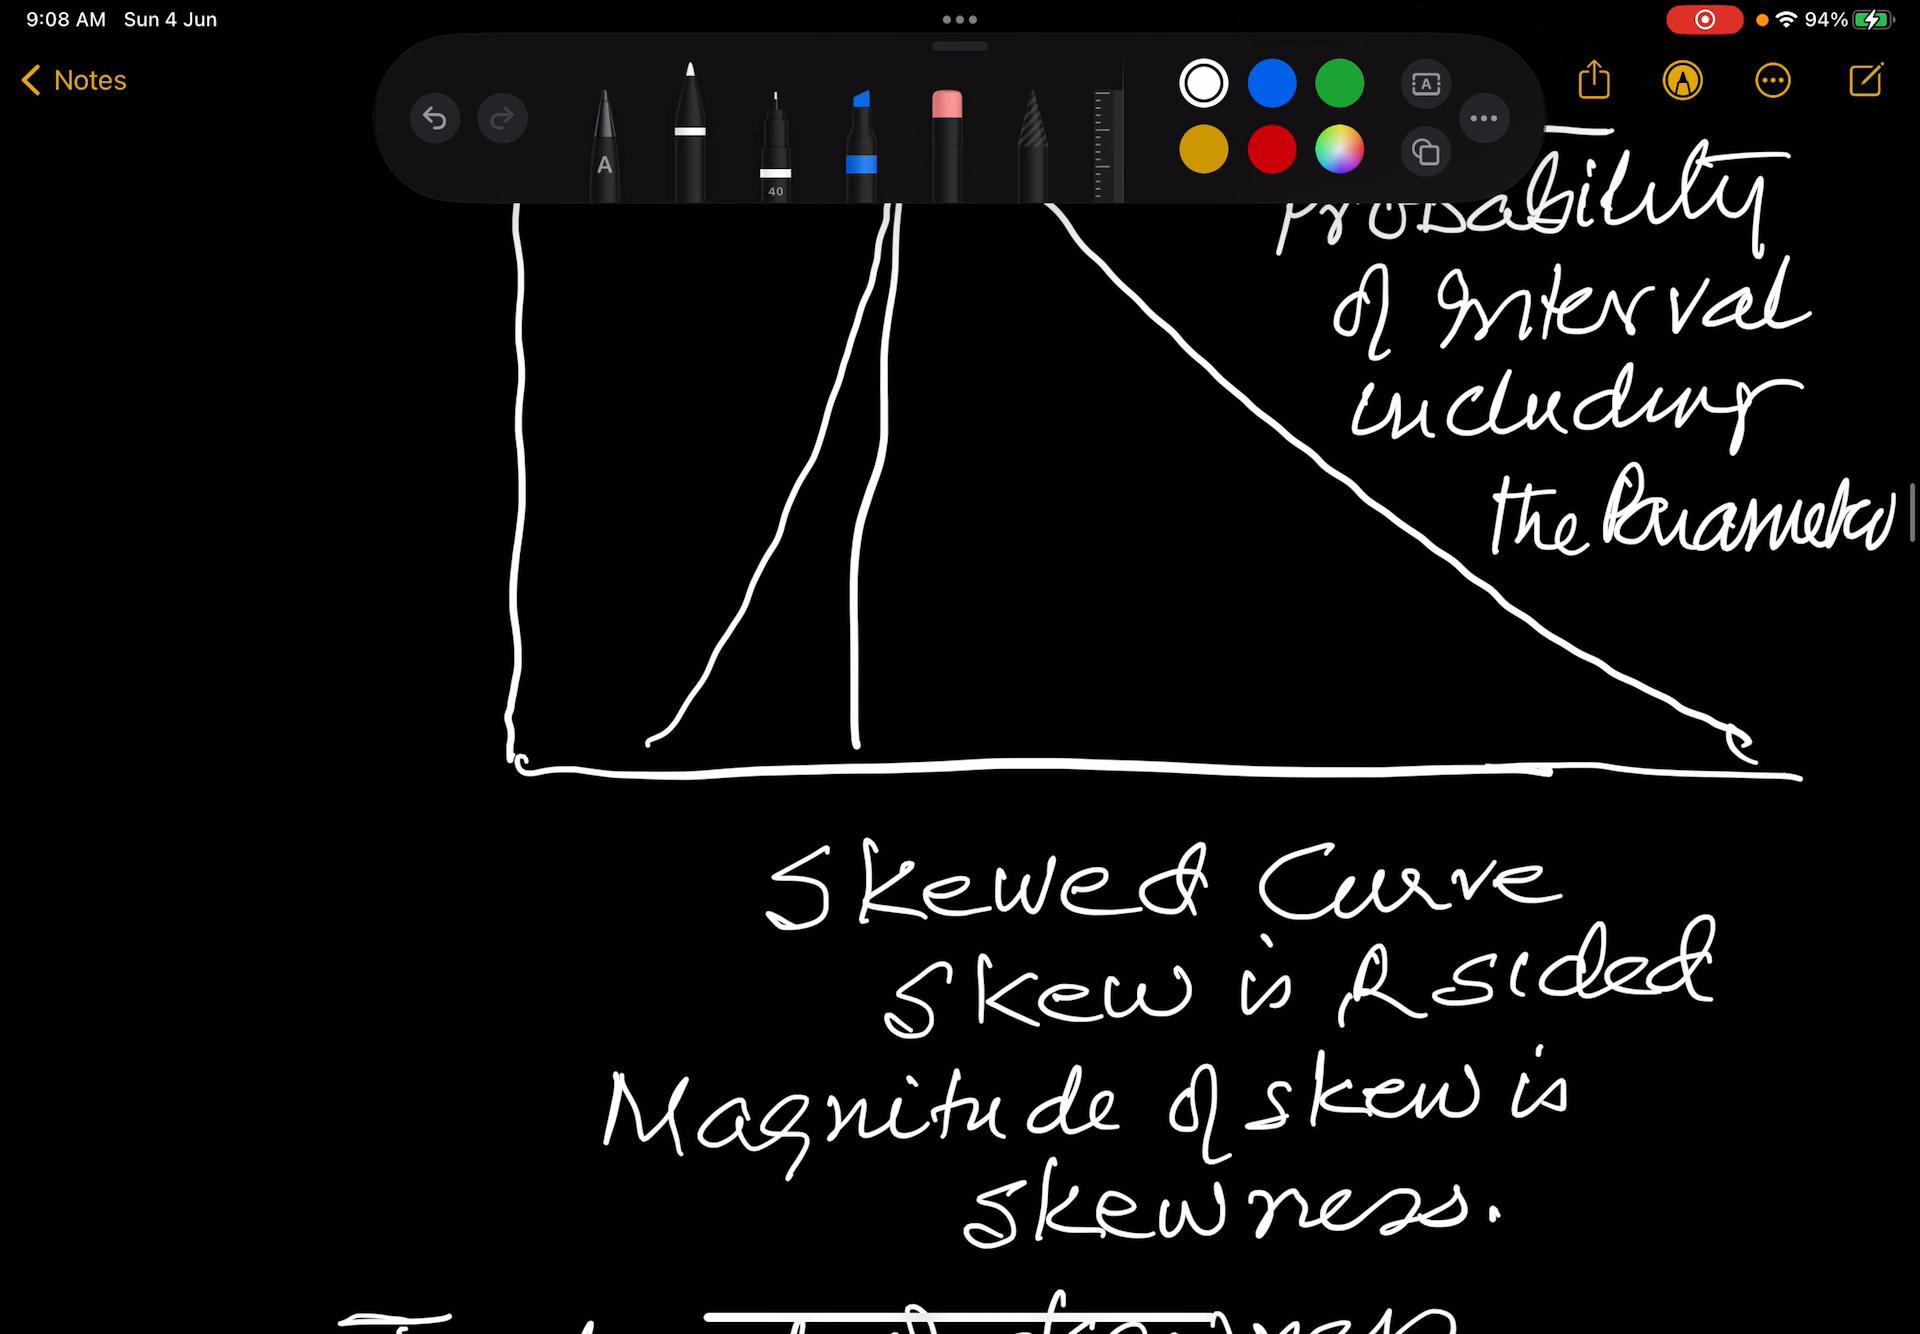 9:08 AM Sun 4 Jun
94%
Notes
A
40
A
probability
of interval
including
the Parameter
Skewed Curve
Skew is R sided
Magnitude of skew is
skewness.